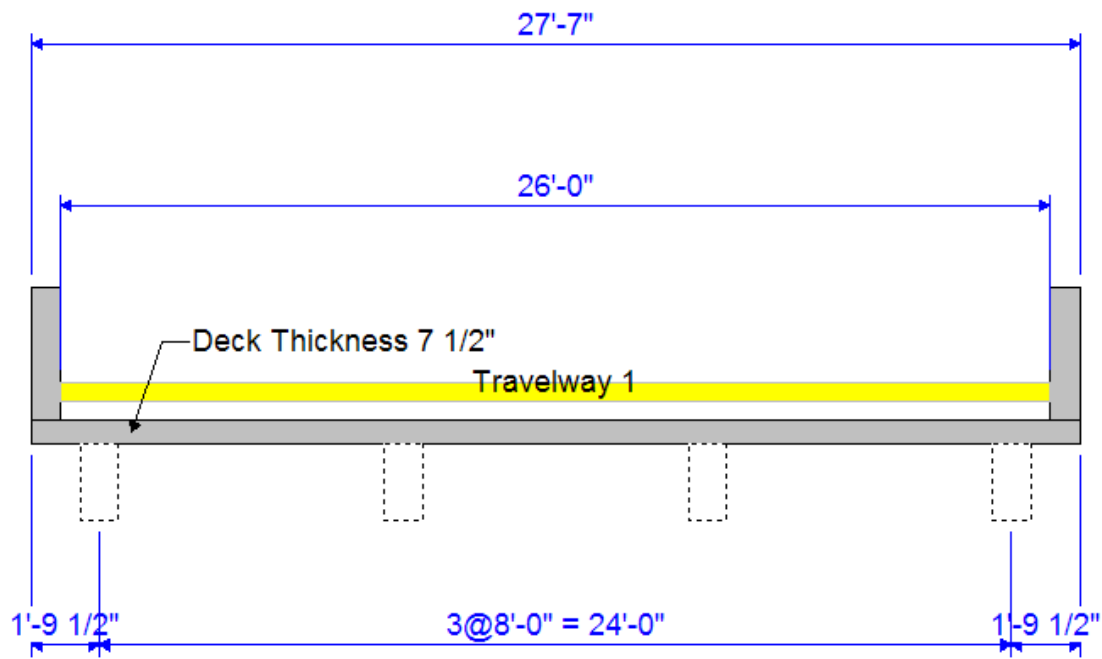 27'-7"
26'-0"
Deck Thickness 7 1/2"
Travelway 1
1'-9 1/2"
3@8'-0" = 24'-0"
1'-9 1/2"